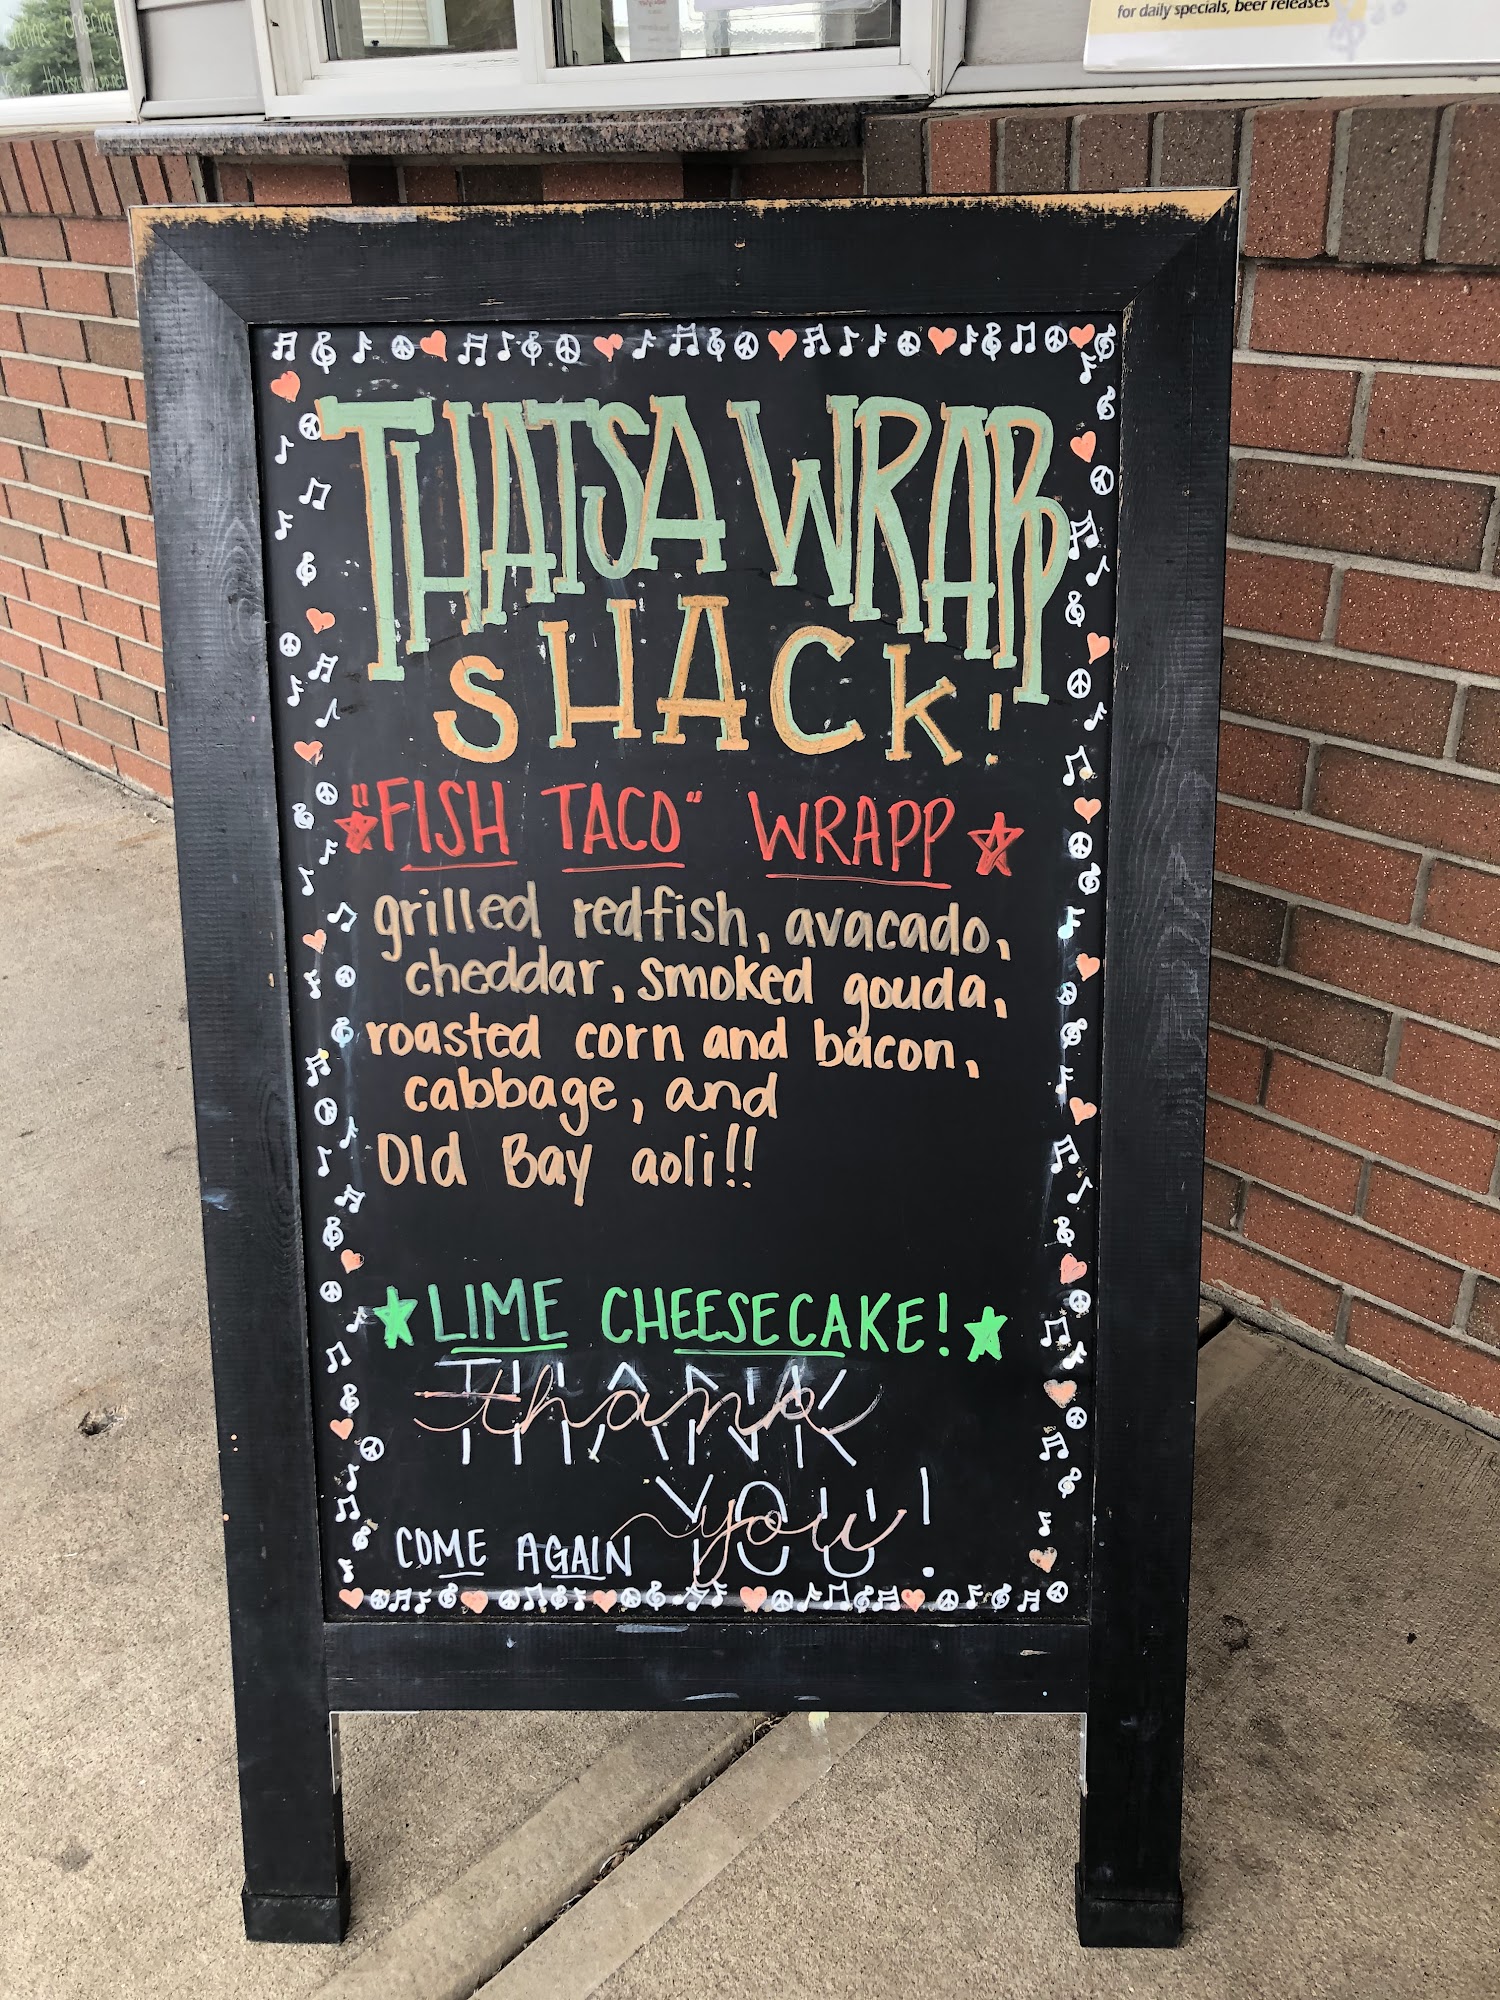 for daily specials, beer releases
THATSA WRAPP
SHACK!
"FISH TACO" WRAPP
grilled redfish, avacado,
cheddar, smoked gouda,
roasted corn and bacon,
cabbage, and
Old Bay aoli!!
LIME CHEESECAKE!
THANK
thank
YOU!
you
COME AGAIN